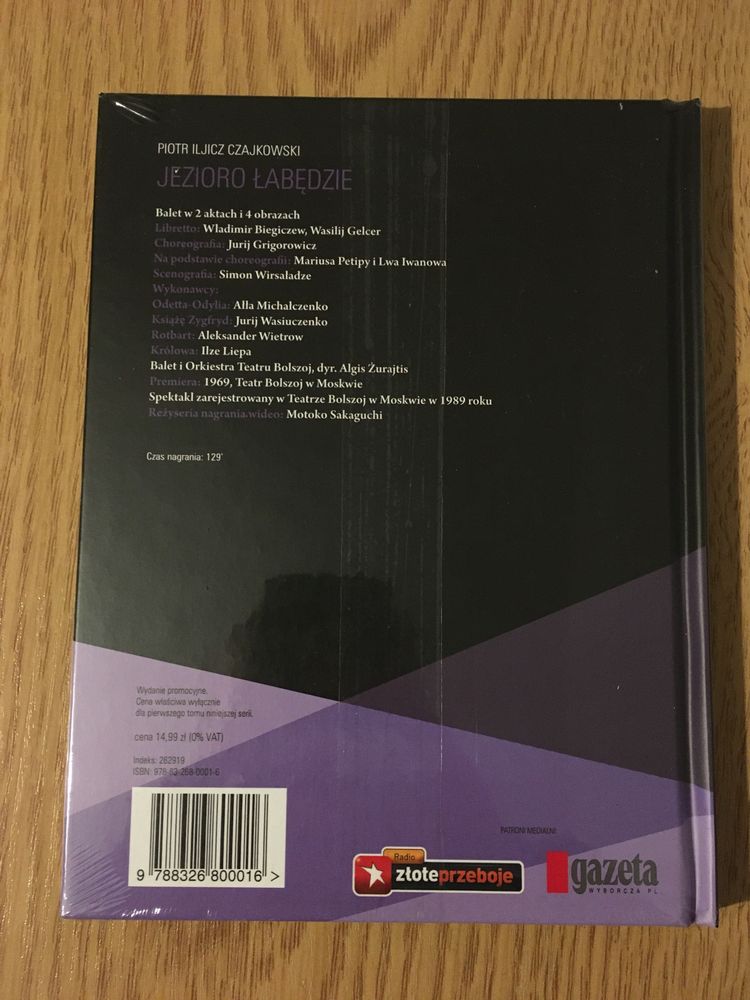 PIOTR ILJICZ CZAJKOWSKI
JEZIORO ŁABĘDZIE
Balet w 2 aktach i 4 obrazach
Libretto: Wladimir Biegiczew, Wasilij Gelcer
Choreografia: Jurij Grigorowicz
Na podstawie choreografii: Mariusa Petipy i Lwa Iwanowa
Scenografia: Simon Wirsaladze
Wykonawcy:
Odetta-Odylia: Ałła Michalczenko
Książę Zygfryd: Jurij Wasiuczenko
Rotbart: Aleksander Wietrow
Królowa: Ilze Liepa
Balet i Orkiestra Teatru Bolszoj, dyr. Algis Żurajtis
Premiera: 1969, Teatr Bolszoj w Moskwie
Spektakl zarejestrowany w Teatrze Bolszoj w Moskwie w 1989 roku
Reżyseria nagrania wideo: Motoko Sakaguchi
Czas nagrania: 129'
Wydanie promocyjne.
Cena właściwa wyłącznie
dla pierwszego tomu niniejszej serii.
cena 14,99 zł (0% VAT)
Indeks: 262919
ISBN: 978-83-268-0001-6
9 788326 800016 >
PATRONI MEDIALNI:
Radio
złoteprzeboje
gazeta
WYBORCZA.PL